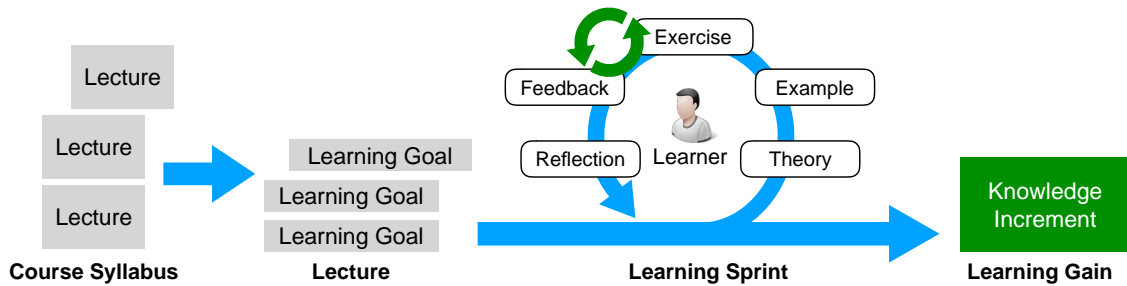 Lecture
Lecture
Lecture
Course Syllabus
Learning Goal
Learning Goal
Learning Goal
Lecture
Exercise
Feedback
Example
Reflection
Learner
Theory
Learning Sprint
Knowledge
Increment
Learning Gain